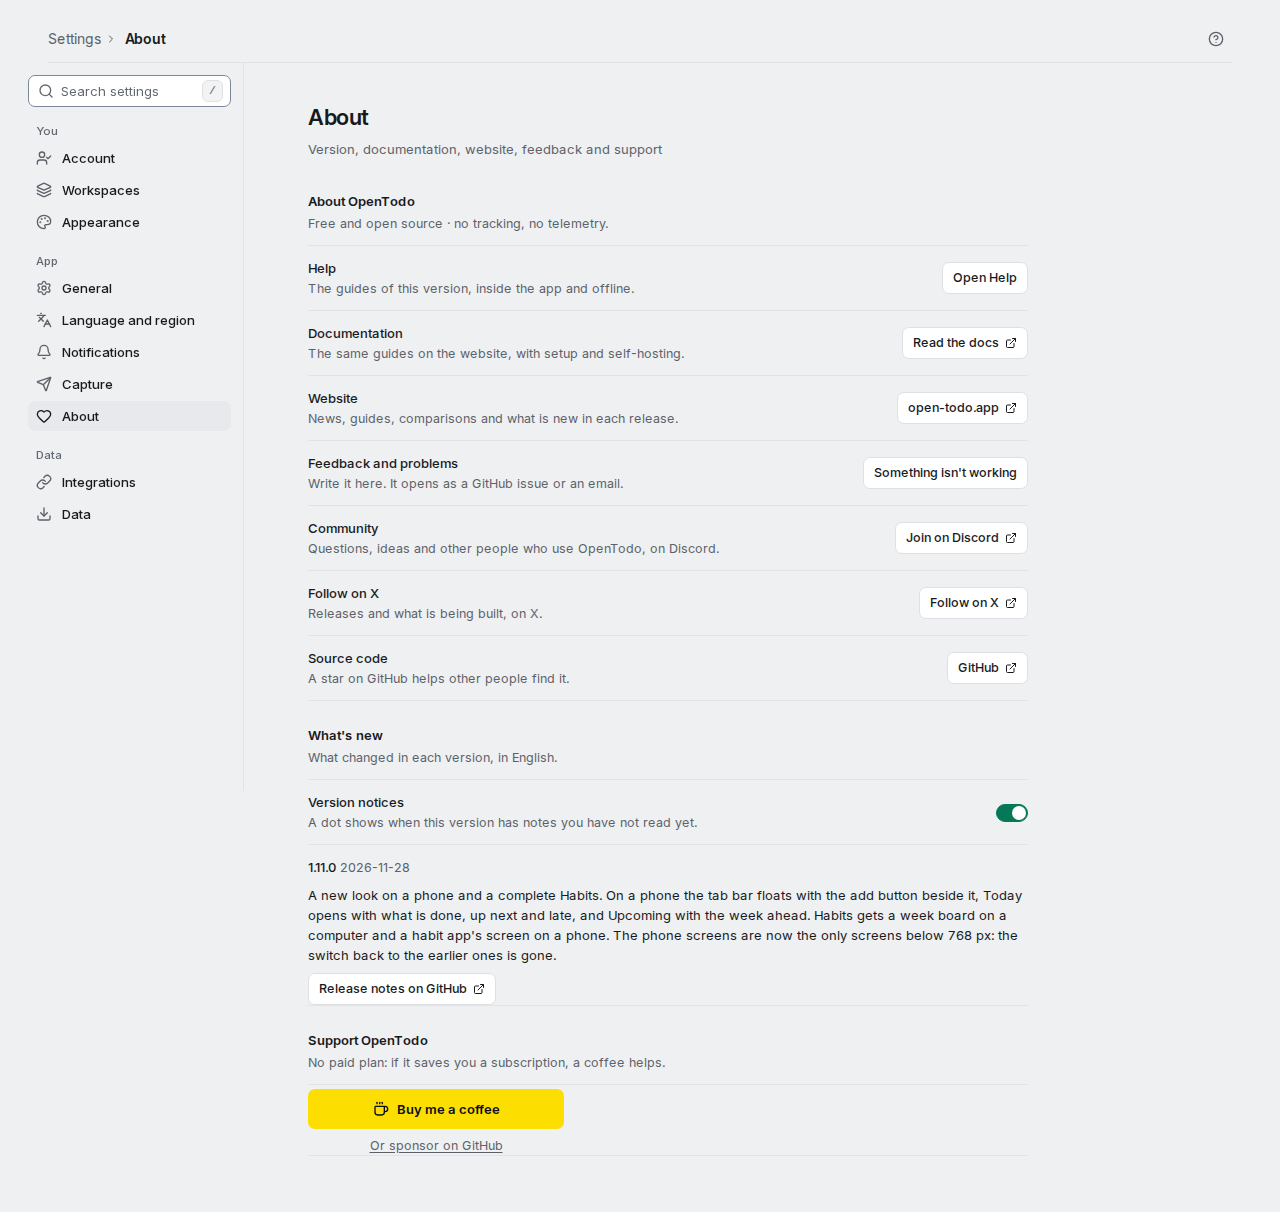 Settings > About
Search settings /
You
Account
Workspaces
Appearance
App
General
Language and region
Notifications
Capture
About
Data
Integrations
Data
About
Version, documentation, website, feedback and support
About OpenTodo
Free and open source · no tracking, no telemetry.
Help
The guides of this version, inside the app and offline.
Open Help
Documentation
The same guides on the website, with setup and self-hosting.
Read the docs
Website
News, guides, comparisons and what is new in each release.
open-todo.app
Feedback and problems
Write it here. It opens as a GitHub issue or an email.
Something isn't working
Community
Questions, ideas and other people who use OpenTodo, on Discord.
Join on Discord
Follow on X
Releases and what is being built, on X.
Follow on X
Source code
A star on GitHub helps other people find it.
GitHub
What's new
What changed in each version, in English.
Version notices
A dot shows when this version has notes you have not read yet.
1.11.0 2026-11-28
A new look on a phone and a complete Habits. On a phone the tab bar floats with the add button beside it, Today
opens with what is done, up next and late, and Upcoming with the week ahead. Habits gets a week board on a
computer and a habit app's screen on a phone. The phone screens are now the only screens below 768 px: the
switch back to the earlier ones is gone.
Release notes on GitHub
Support OpenTodo
No paid plan: if it saves you a subscription, a coffee helps.
Buy me a coffee
Or sponsor on GitHub